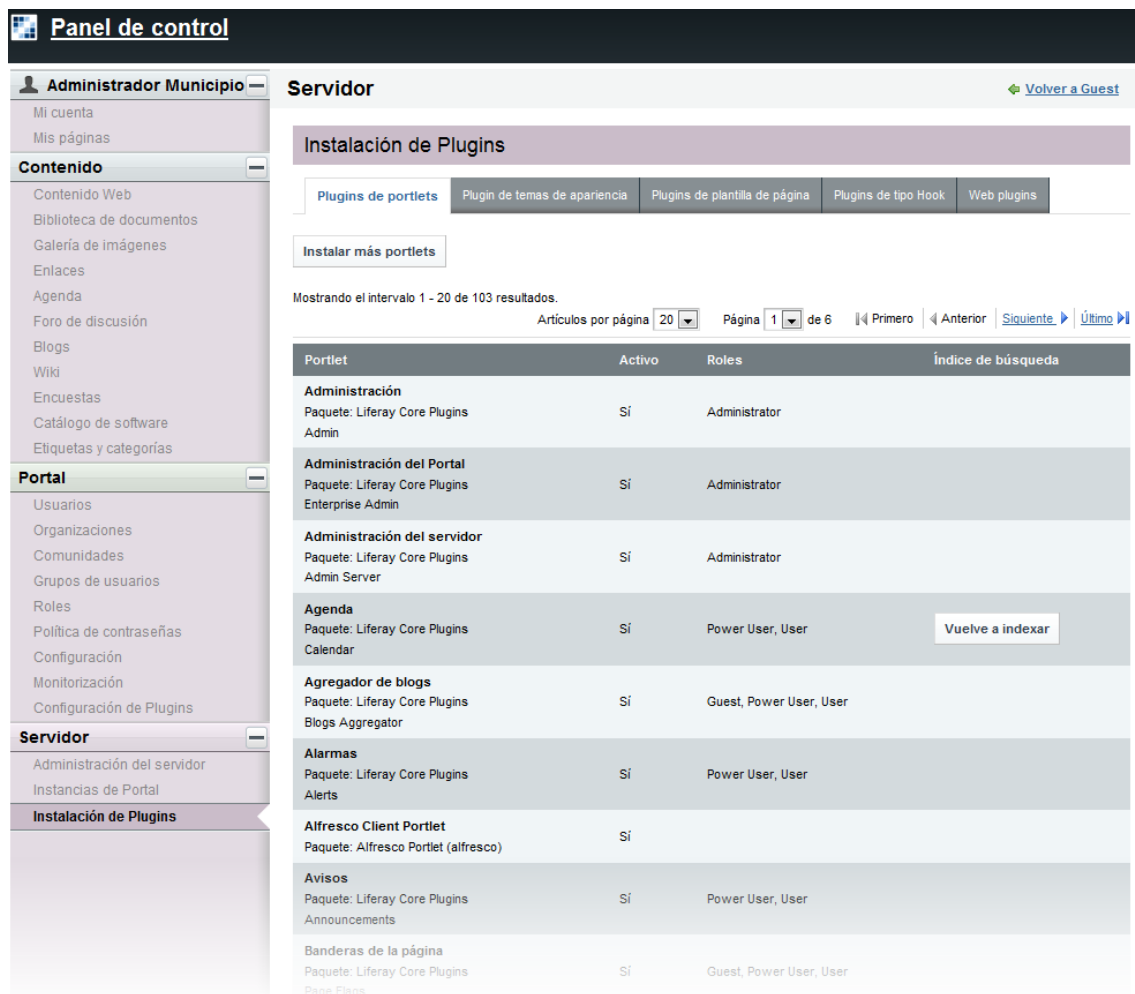 Panel de control
Administrador Municipio
Mi cuenta
Mis páginas
Contenido
Contenido Web
Biblioteca de documentos
Galería de imágenes
Enlaces
Agenda
Foro de discusión
Blogs
Wiki
Encuestas
Catálogo de software
Etiquetas y categorías
Portal
Usuarios
Organizaciones
Comunidades
Grupos de usuarios
Roles
Política de contraseñas
Configuración
Monitorización
Configuración de Plugins
Servidor
Administración del servidor
Instancias de Portal
Instalación de Plugins
Servidor
Volver a Guest
Instalación de Plugins
Plugins de portlets Plugin de temas de apariencia Plugins de plantilla de página Plugins de tipo Hook Web plugins
Instalar más portlets
Mostrando el intervalo 1 - 20 de 103 resultados.
Artículos por página 20 Página 1 de 6 Primero Anterior Siguiente Último
Portlet Activo Roles Índice de búsqueda
Administración
Paquete: Liferay Core Plugins Sí Administrator
Admin
Administración del Portal
Paquete: Liferay Core Plugins Sí Administrator
Enterprise Admin
Administración del servidor
Paquete: Liferay Core Plugins Sí Administrator
Admin Server
Agenda
Paquete: Liferay Core Plugins Sí Power User, User Vuelve a indexar
Calendar
Agregador de blogs
Paquete: Liferay Core Plugins Sí Guest, Power User, User
Blogs Aggregator
Alarmas
Paquete: Liferay Core Plugins Sí Power User, User
Alerts
Alfresco Client Portlet
Sí
Paquete: Alfresco Portlet (alfresco)
Avisos
Paquete: Liferay Core Plugins Sí Power User, User
Announcements
Banderas de la página
Paquete: Liferay Core Plugins Sí Guest, Power User, User
Page Flags